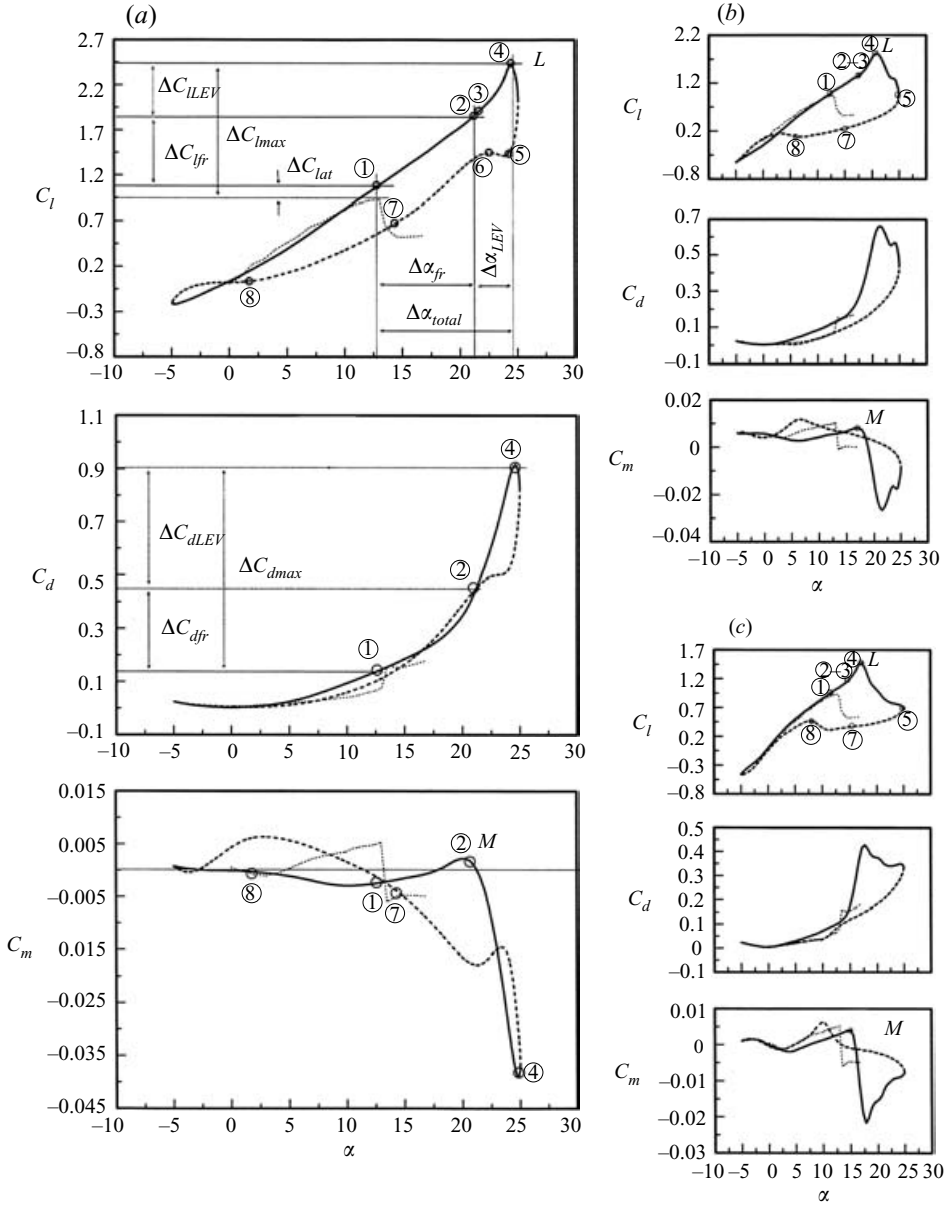 (a)
2.7
2.2
1.7
1.2
0.7
0.2
−0.3
−0.8
C_l
ΔC_lLEV
ΔC_lfr
ΔC_lmax
ΔC_lat
①
②
③
④
L
⑤
⑥
⑦
⑧
Δα_fr
Δα_LEV
Δα_total
−10 −5 0 5 10 15 20 25 30
1.1
0.9
0.7
0.5
0.3
0.1
−0.1
C_d
ΔC_dLEV
ΔC_dfr
ΔC_dmax
①
②
④
−10 −5 0 5 10 15 20 25 30
0.015
0.005
−0.005
0.015
−0.025
−0.035
−0.045
C_m
⑧
①
⑦
②
M
④
−10 −5 0 5 10 15 20 25 30
α
(b)
2.2
1.2
0.2
−0.8
C_l
①
②–③
④
L
⑤
⑦
⑧
0.7
0.4
0.1
−0.1
C_d
0.02
0
−0.02
−0.04
C_m
M
−10 −5 0 5 10 15 20 25 30
α
(c)
1.7
1.2
0.7
0.2
−0.3
−0.8
C_l
①
②–③
④
L
⑤
⑦
⑧
0.5
0.4
0.3
0.2
0.1
0
−0.1
C_d
0.01
0
−0.01
−0.02
−0.03
C_m
M
−10 −5 0 5 10 15 20 25 30
α